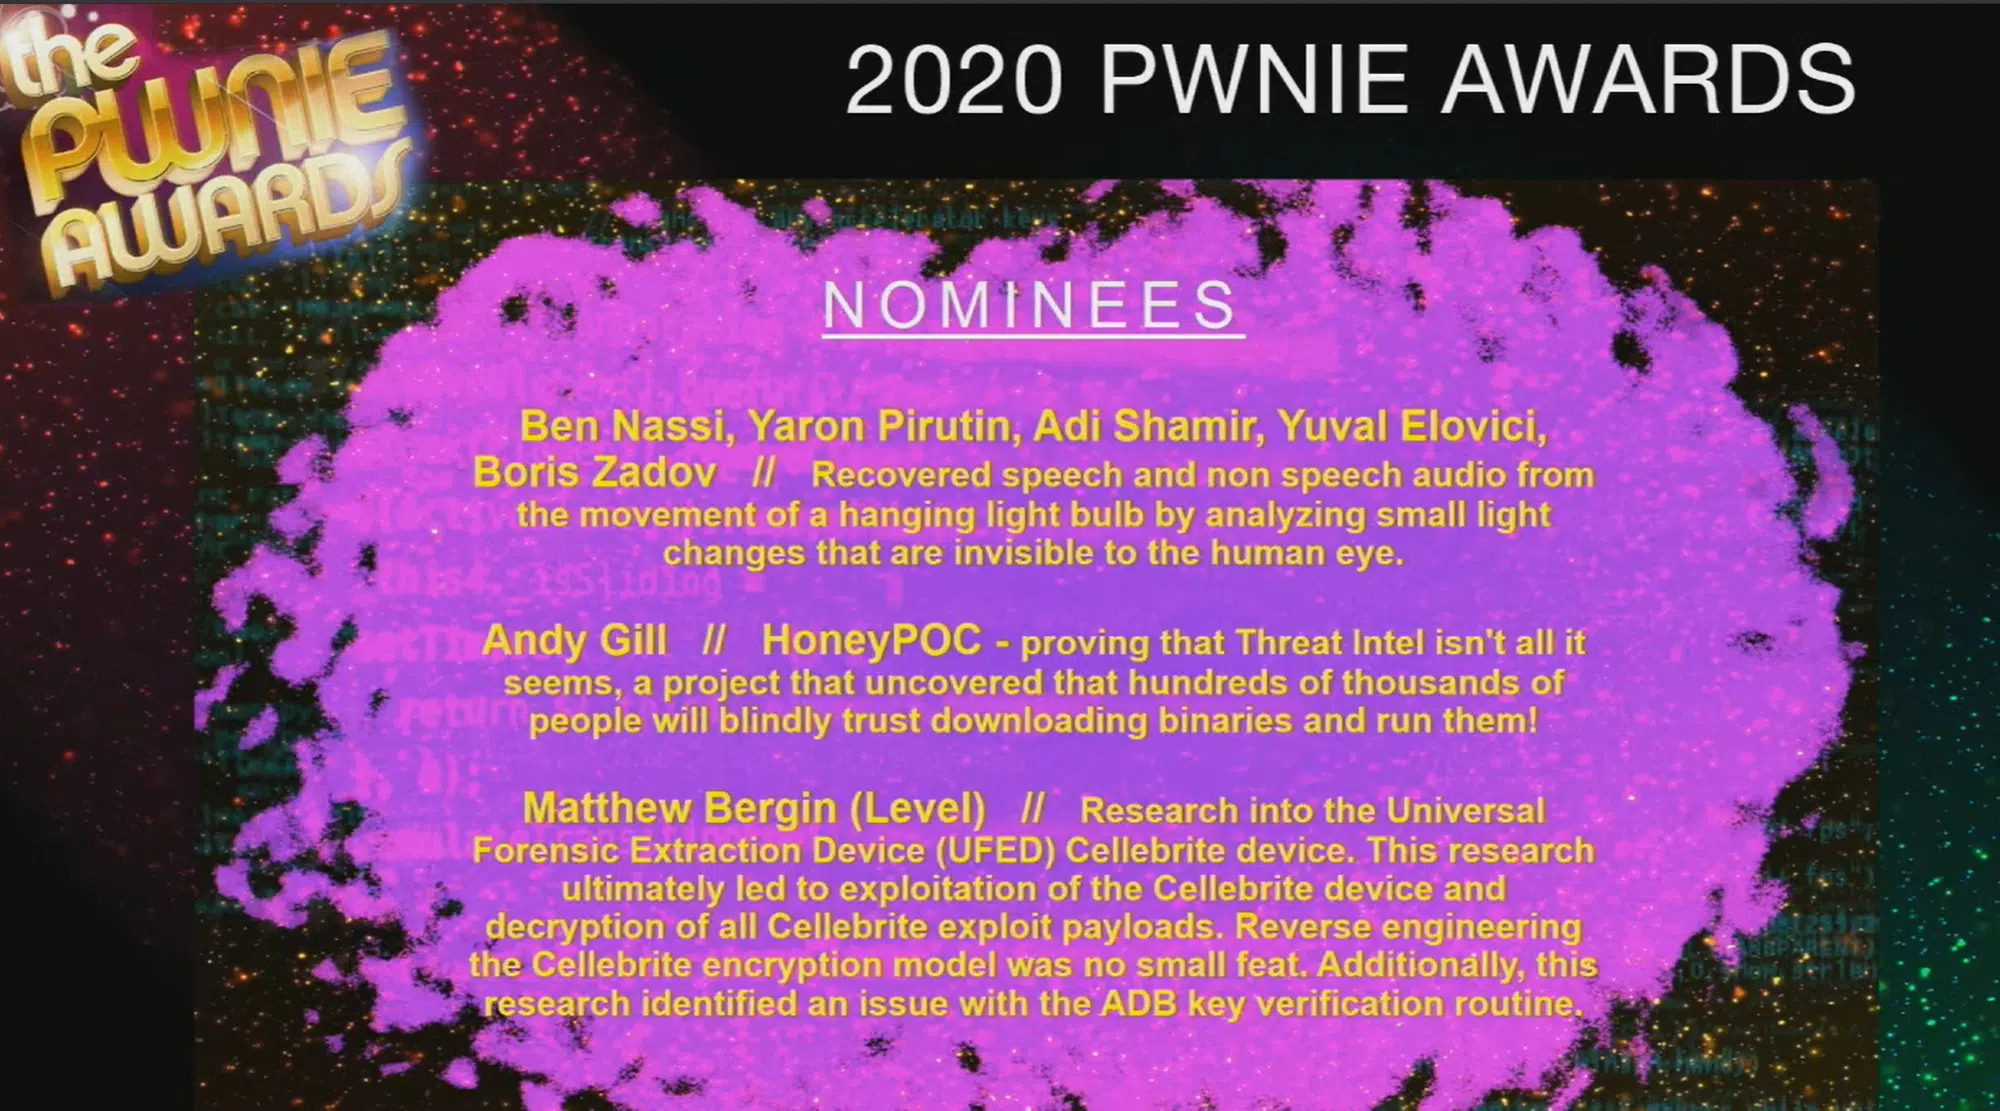 the
PWNIE
AWARDS
2020 PWNIE AWARDS
NOMINEES
Ben Nassi, Yaron Pirutin, Adi Shamir, Yuval Elovici,
Boris Zadov // Recovered speech and non speech audio from
the movement of a hanging light bulb by analyzing small light
changes that are invisible to the human eye.
Andy Gill // HoneyPOC - proving that Threat Intel isn't all it
seems, a project that uncovered that hundreds of thousands of
people will blindly trust downloading binaries and run them!
Matthew Bergin (Level) // Research into the Universal
Forensic Extraction Device (UFED) Cellebrite device. This research
ultimately led to exploitation of the Cellebrite device and
decryption of all Cellebrite exploit payloads. Reverse engineering
the Cellebrite encryption model was no small feat. Additionally, this
research identified an issue with the ADB key verification routine.